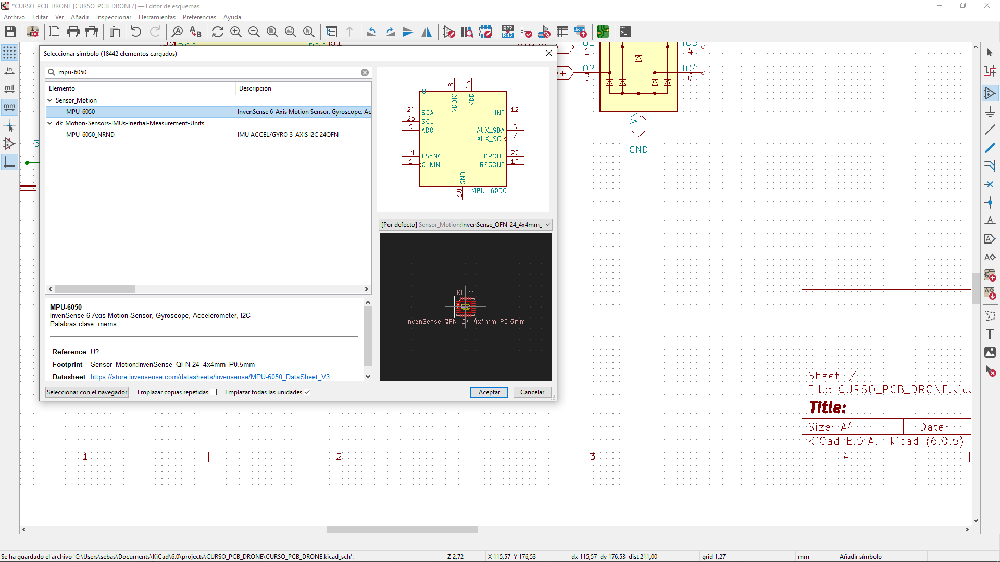 *CURSO_PCB_DRONE [CURSO_PCB_DRONE/] — Editor de esquemas
Archivo Editar Ver Añadir Inspeccionar Herramientas Preferencias Ayuda
R??
R42
bom
Seleccionar símbolo (18442 elementos cargados)
mpu-6050
Elemento Descripción
Sensor_Motion
MPU-6050 InvenSense 6-Axis Motion Sensor, Gyroscope, Ac
dk_Motion-Sensors-IMUs-Inertial-Measurement-Units
MPU-6050_NRND IMU ACCEL/GYRO 3-AXIS I2C 24QFN
MPU-6050
InvenSense 6-Axis Motion Sensor, Gyroscope, Accelerometer, I2C
Palabras clave: mems
Reference U?
Footprint Sensor_Motion:InvenSense_QFN-24_4x4mm_P0.5mm
Datasheet https://store.invensense.com/datasheets/invensense/MPU-6050_DataSheet_V3...
Seleccionar con el navegador Emplazar copias repetidas Emplazar todas las unidades Aceptar Cancelar
8 13
U
VDDIO VDD
24 SDA INT 12
23 SCL
9 AD0 AUX_SDA 6
AUX_SCL 7
11 FSYNC CPOUT 20
1 CLKIN REGOUT 10
GND
18 MPU-6050
[Por defecto] Sensor_Motion:InvenSense_QFN-24_4x4mm_
REF**
InvenSense_QFN-24_4x4mm_P0.5mm
in
mil
mm
IO1 IO3
1 4
IO2 IO4
3 6
VN 2
GND
Sheet: /
File: CURSO_PCB_DRONE.kica
Title:
Size: A4 Date:
KiCad E.D.A. kicad (6.0.5)
1 2 3 4
Se ha guardado el archivo 'C:\Users\sebas\Documents\KiCad\6.0\projects\CURSO_PCB_DRONE\CURSO_PCB_DRONE.kicad_sch'. Z 2,72 X 115,57 Y 176,53 dx 115,57 dy 176,53 dist 211,00 grid 1,27 mm Añadir símbolo